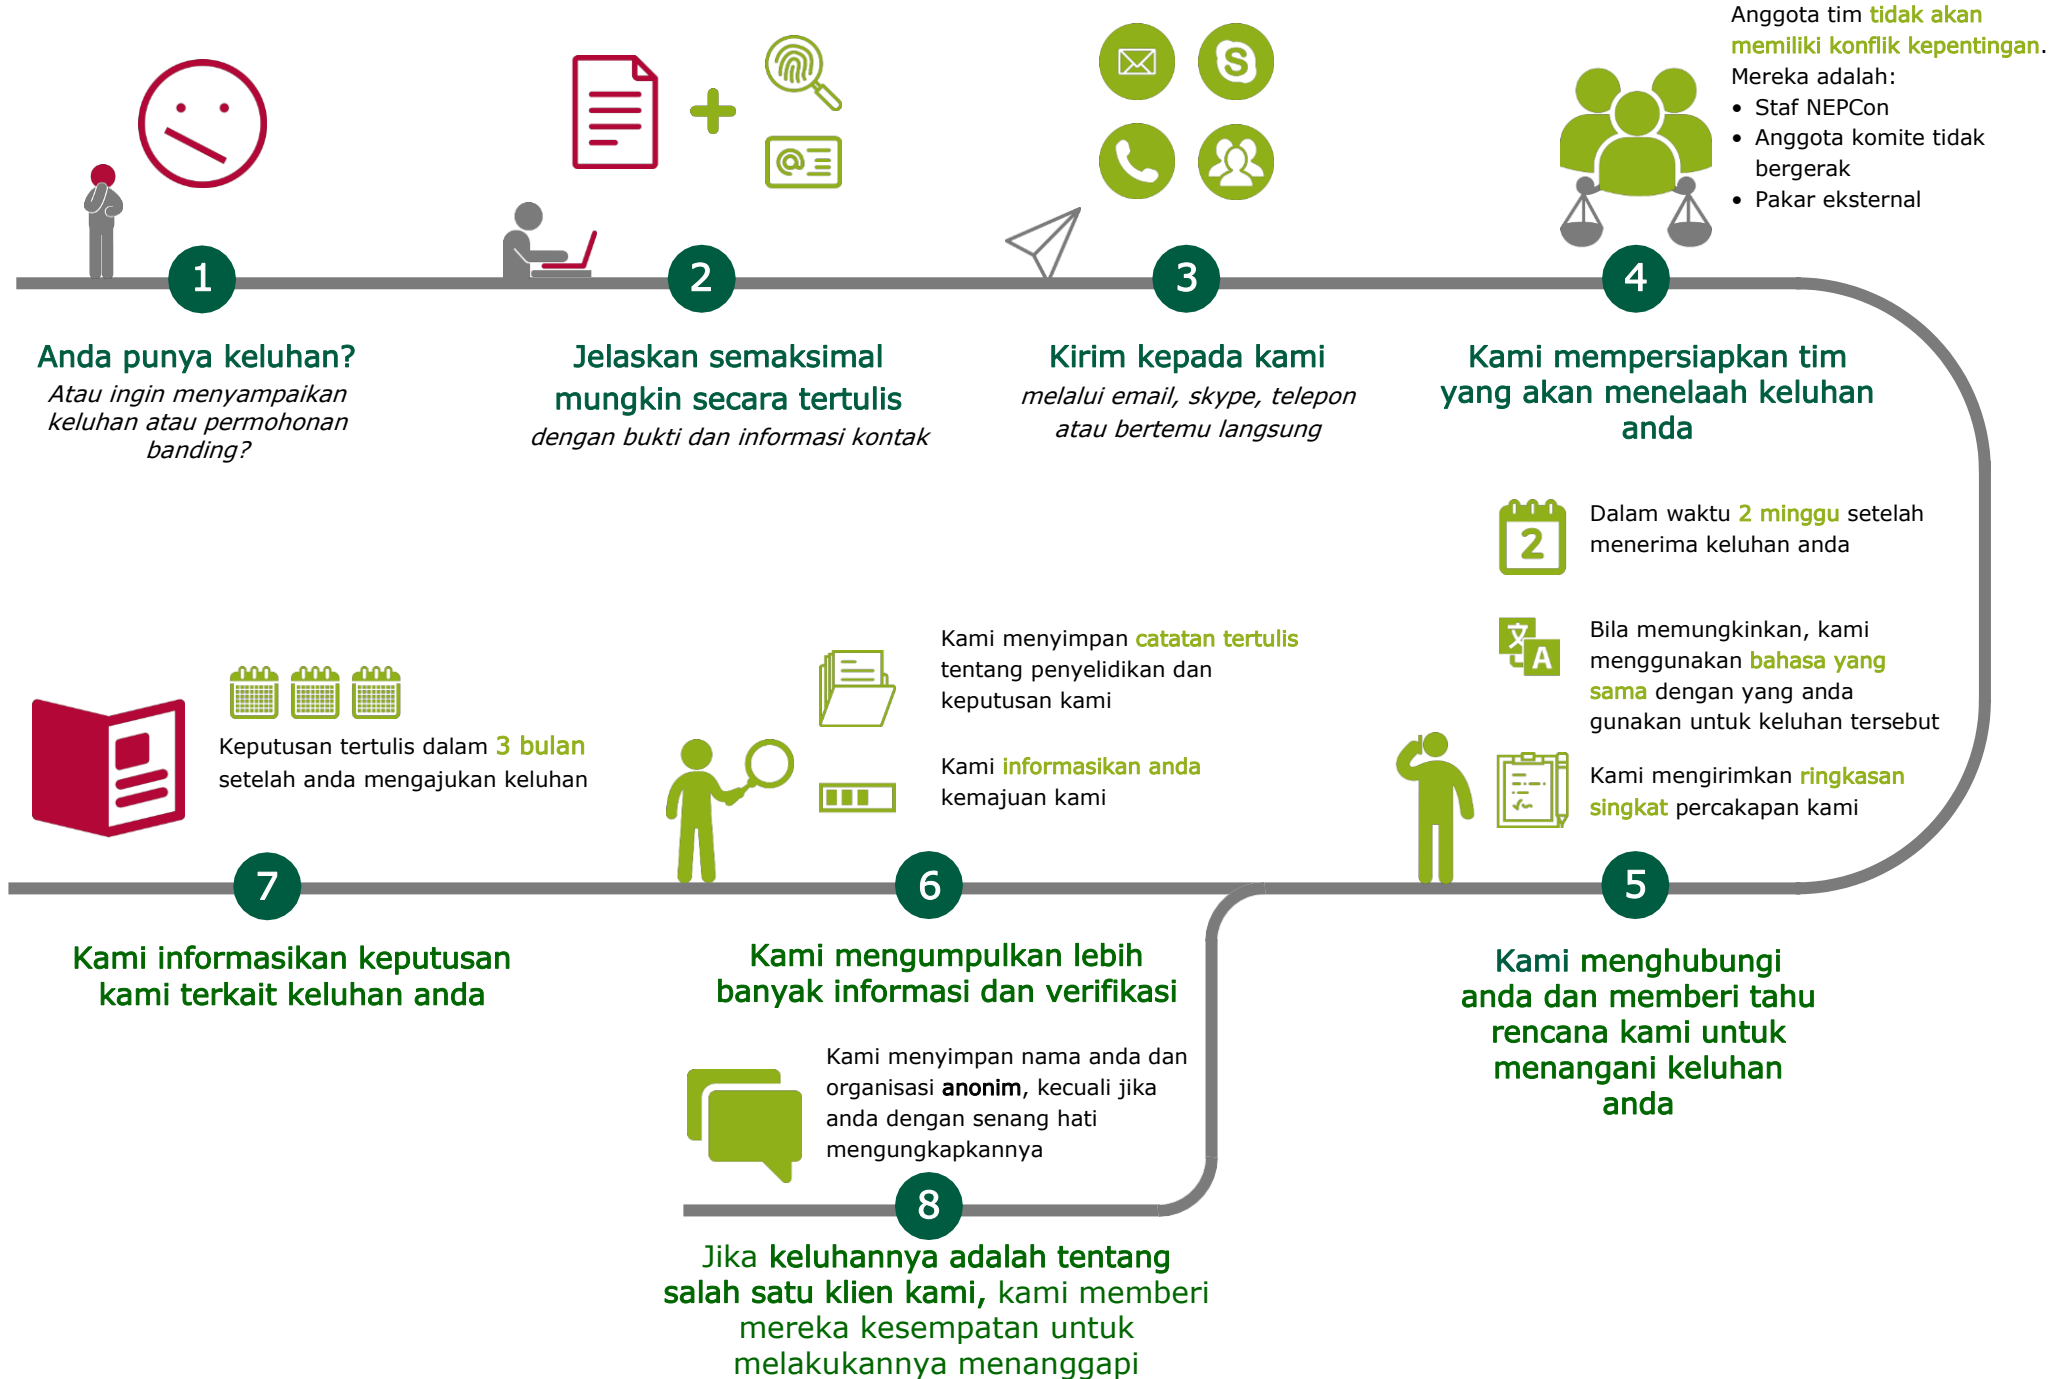 Anggota tim tidak akan
memiliki konflik kepentingan.
Mereka adalah:
• Staf NEPCon
• Anggota komite tidak
bergerak
• Pakar eksternal
1
Anda punya keluhan?
Atau ingin menyampaikan
keluhan atau permohonan
banding?
2
Jelaskan semaksimal
mungkin secara tertulis
dengan bukti dan informasi kontak
3
Kirim kepada kami
melalui email, skype, telepon
atau bertemu langsung
4
Kami mempersiapkan tim
yang akan menelaah keluhan
anda
2
Dalam waktu 2 minggu setelah
menerima keluhan anda
文
A
Bila memungkinkan, kami
menggunakan bahasa yang
sama dengan yang anda
gunakan untuk keluhan tersebut
Kami mengirimkan ringkasan
singkat percakapan kami
5
Kami menghubungi
anda dan memberi tahu
rencana kami untuk
menangani keluhan
anda
Kami menyimpan catatan tertulis
tentang penyelidikan dan
keputusan kami
Kami informasikan anda
kemajuan kami
6
Kami mengumpulkan lebih
banyak informasi dan verifikasi
Keputusan tertulis dalam 3 bulan
setelah anda mengajukan keluhan
7
Kami informasikan keputusan
kami terkait keluhan anda
Kami menyimpan nama anda dan
organisasi anonim, kecuali jika
anda dengan senang hati
mengungkapkannya
8
Jika keluhannya adalah tentang
salah satu klien kami, kami memberi
mereka kesempatan untuk
melakukannya menanggapi